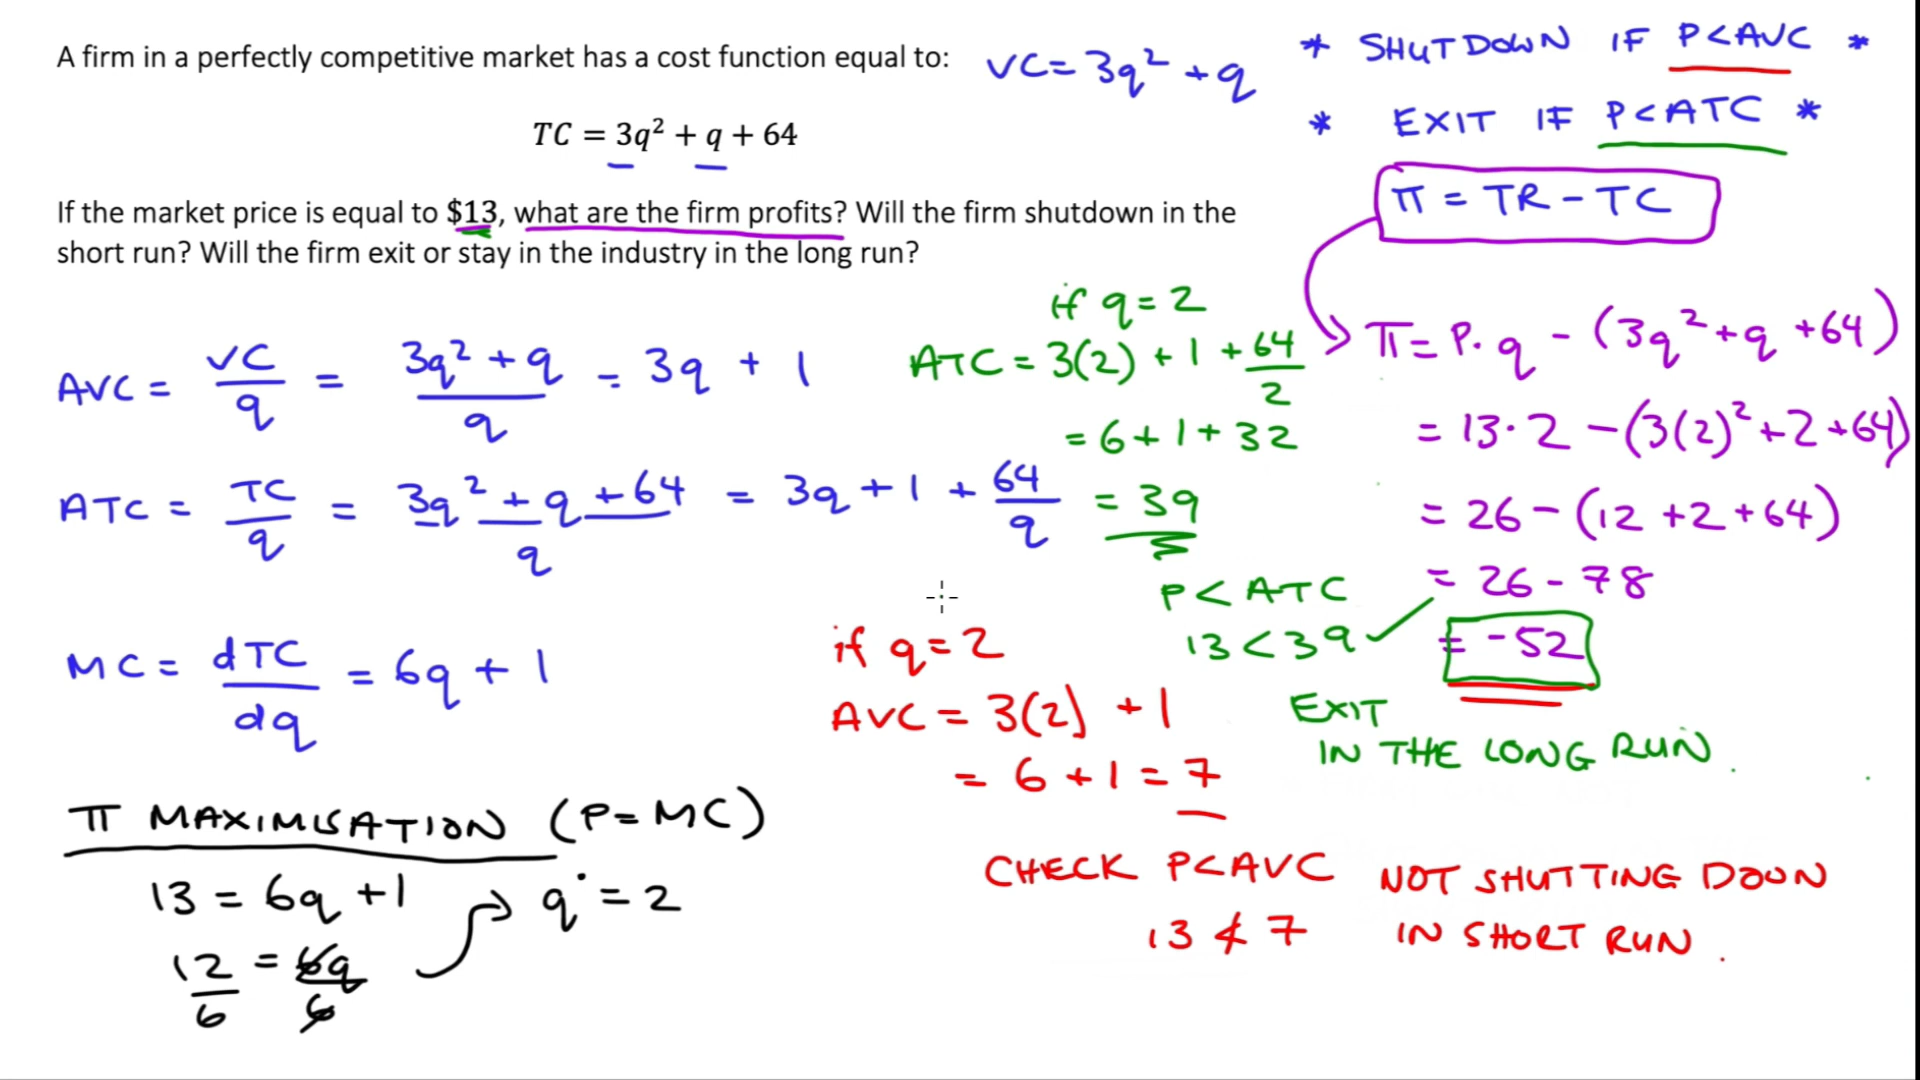 A firm in a perfectly competitive market has a cost function equal to:
VC = 3q² + q
* SHUTDOWN IF P<AVC *
* EXIT IF P<ATC *
TC = 3q² + q + 64
π = TR - TC
If the market price is equal to $13, what are the firm profits? Will the firm shutdown in the
short run? Will the firm exit or stay in the industry in the long run?
AVC = VC/q = (3q² + q)/q = 3q + 1
ATC = TC/q = (3q² + q + 64)/q = 3q + 1 + 64/q
MC = dTC/dq = 6q + 1
π MAXIMISATION (P = MC)
13 = 6q + 1
12/6 = 6q/6
q* = 2
if q = 2
ATC = 3(2) + 1 + 64/2
= 6 + 1 + 32
= 39
P < ATC
13 < 39 ✓
EXIT
IN THE LONG RUN.
if q = 2
AVC = 3(2) + 1
= 6 + 1 = 7
CHECK P<AVC
13 ≮ 7
NOT SHUTTING DOWN
IN SHORT RUN.
π = P.q - (3q² + q + 64)
= 13·2 - (3(2)² + 2 + 64)
= 26 - (12 + 2 + 64)
= 26 - 78
= -52